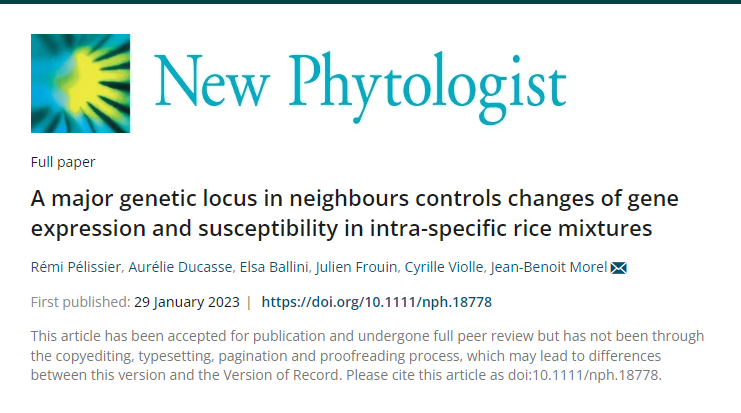 New Phytologist
Full paper
A major genetic locus in neighbours controls changes of gene
expression and susceptibility in intra-specific rice mixtures
Rémi Pélissier, Aurélie Ducasse, Elsa Ballini, Julien Frouin, Cyrille Violle, Jean-Benoit Morel
First published: 29 January 2023 | https://doi.org/10.1111/nph.18778
This article has been accepted for publication and undergone full peer review but has not been through
the copyediting, typesetting, pagination and proofreading process, which may lead to differences
between this version and the Version of Record. Please cite this article as doi:10.1111/nph.18778.